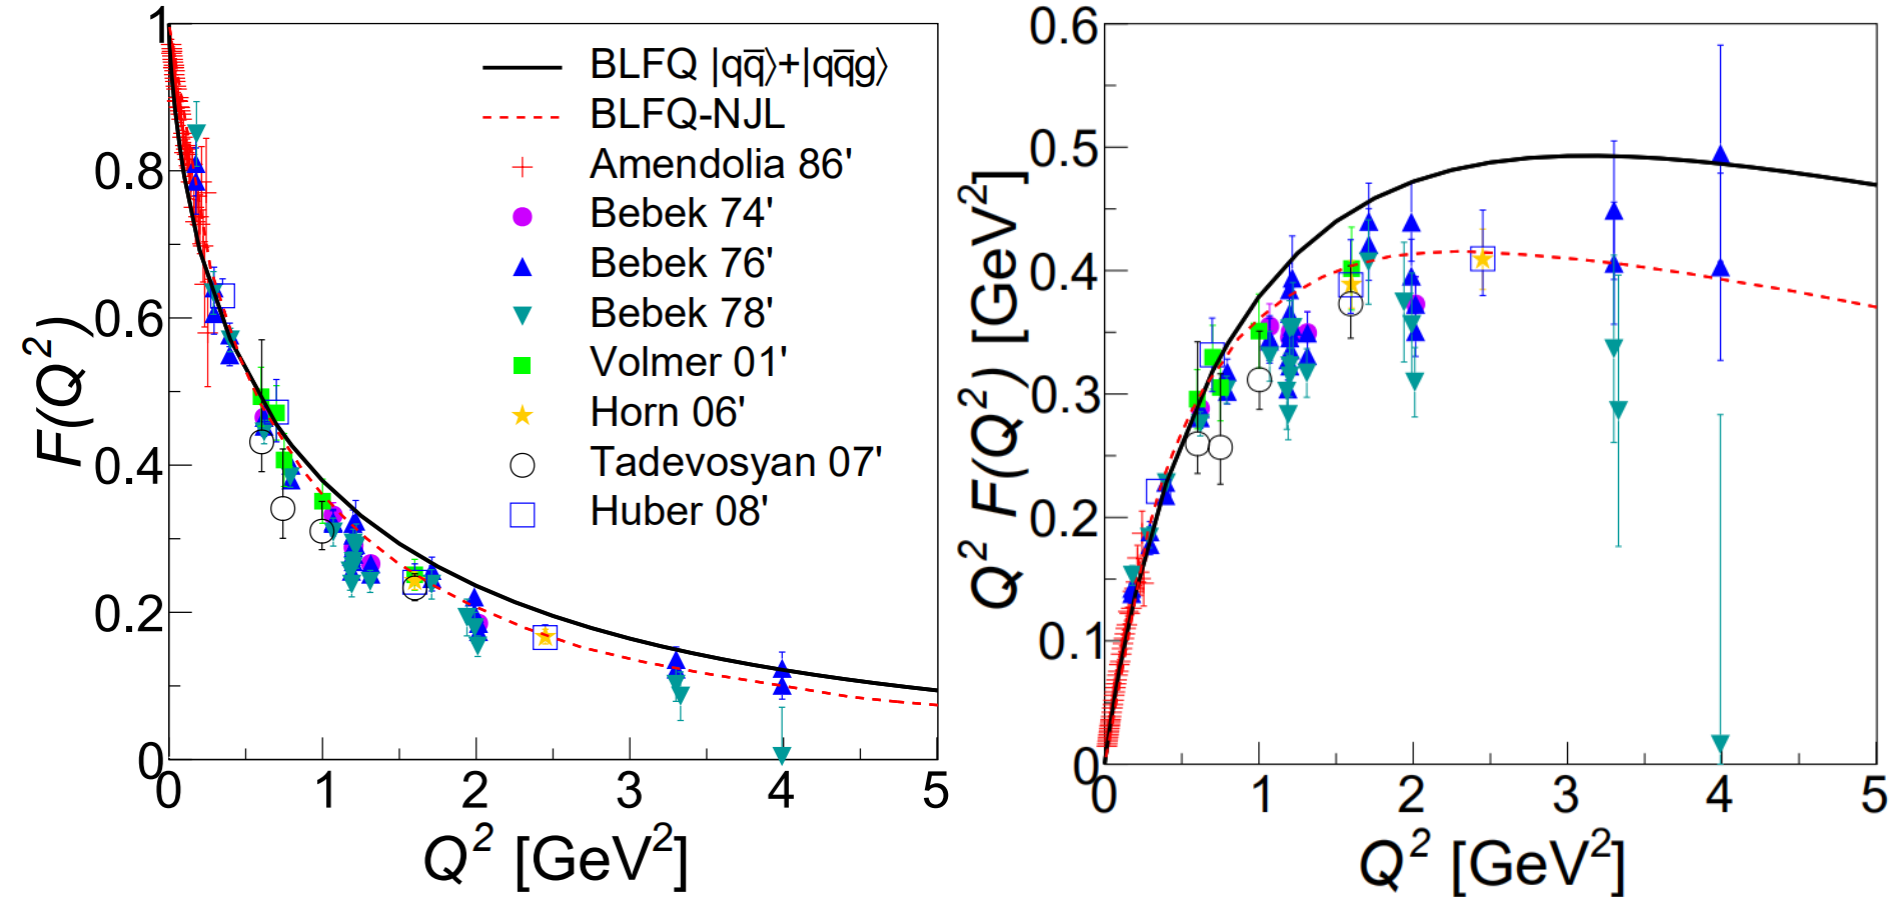 1
0.8
0.6
0.4
0.2
0
0 1 2 3 4 5
F(Q²)
Q² [GeV²]
BLFQ |qq̅⟩+|qq̅g⟩
BLFQ-NJL
Amendolia 86'
Bebek 74'
Bebek 76'
Bebek 78'
Volmer 01'
Horn 06'
Tadevosyan 07'
Huber 08'
0.6
0.5
0.4
0.3
0.2
0.1
0
0 1 2 3 4 5
Q² F(Q²) [GeV²]
Q² [GeV²]